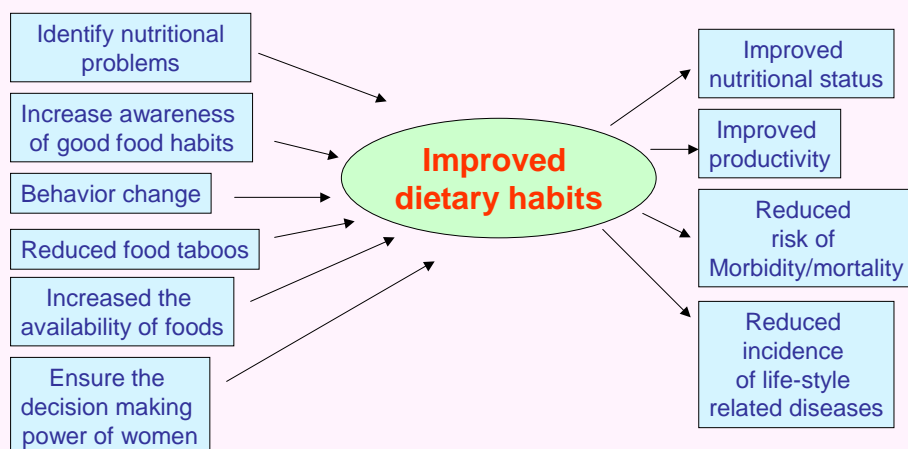 Identify nutritional
problems
Increase awareness
of good food habits
Behavior change
Reduced food taboos
Increased the
availability of foods
Ensure the
decision making
power of women
Improved
dietary habits
Improved
nutritional status
Improved
productivity
Reduced
risk of
Morbidity/mortality
Reduced
incidence
of life-style
related diseases